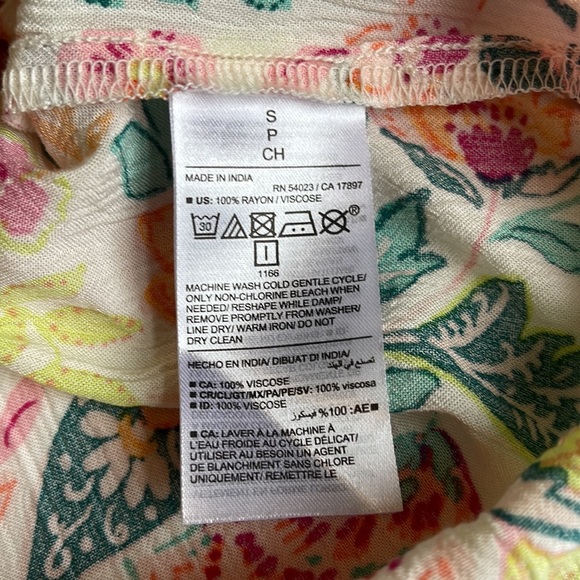 S
P
CH
MADE IN INDIA
RN 54023 / CA 17897
■ US: 100% RAYON / VISCOSE
30
®
I
1166
MACHINE WASH COLD GENTLE CYCLE/
ONLY NON-CHLORINE BLEACH WHEN
NEEDED/ RESHAPE WHILE DAMP/
REMOVE PROMPTLY FROM WASHER/
LINE DRY/ WARM IRON/ DO NOT
DRY CLEAN
HECHO EN INDIA/ DIBUAT DI INDIA/
تصنع في الهند
■ CA: 100% VISCOSE
■ CR/CL/GT/MX/PA/PE/SV: 100% viscosa
■ ID: 100% VISCOSE
■ AE: 100% فيسكوز
■ CA: LAVER À LA MACHINE À
L'EAU FROIDE AU CYCLE DÉLICAT/
UTILISER AU BESOIN UN AGENT
DE BLANCHIMENT SANS CHLORE
UNIQUEMENT/ REMETTRE LE